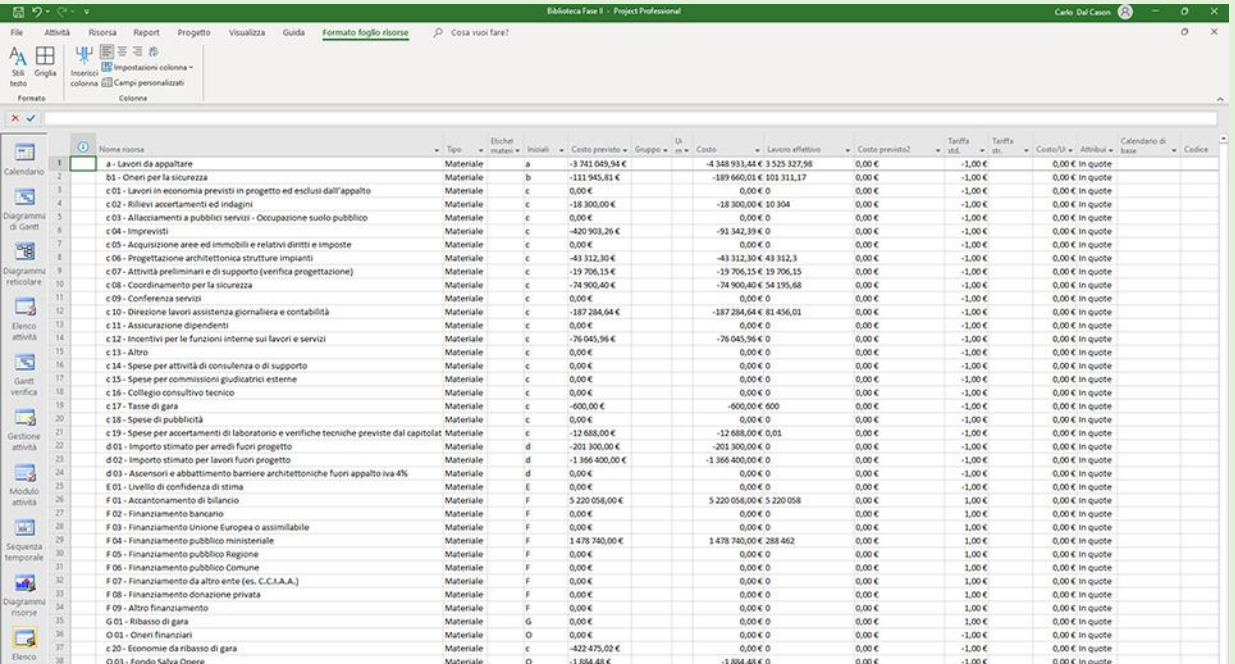 Biblioteca Fase II - Project Professional
Carlo Dal Cason
File Attività Risorsa Report Progetto Visualizza Guida Formato foglio risorse Cosa vuoi fare?
Stili testo
Griglia
Inserisci colonna
Impostazioni colonna
Campi personalizzati
Formato
Colonne
Calendario
Diagramma di Gantt
Diagramma reticolare
Elenco attività
Gantt verifica
Gestione attività
Modulo attività
Sequenza temporale
Diagramma risorse
Elenco
Nome risorsa Tipo Etichet materi Iniziali Costo previsto Gruppo Costo Lavoro effettivo Costo previsto2 Tariffa std. Tariffa str. Costo/U Attribui Calendario di base Codice
1 a - Lavori da appaltare Materiale a -3 741 049,94 € -4 348 933,44 € 3 525 327,98 0,00 € -1,00 € 0,00 € In quote
2 b1 - Oneri per la sicurezza Materiale b -111 945,81 € -189 660,01 € 101 311,17 0,00 € -1,00 € 0,00 € In quote
3 c 01 - Lavori in economia previsti in progetto ed esclusi dall'appalto Materiale c 0,00 € 0,00 € 0 0,00 € -1,00 € 0,00 € In quote
4 c 02 - Rilievi accertamenti ed indagini Materiale c -18 300,00 € -18 300,00 € 10 304 0,00 € -1,00 € 0,00 € In quote
5 c 03 - Allacciamenti a pubblici servizi - Occupazione suolo pubblico Materiale c 0,00 € 0,00 € 0 0,00 € -1,00 € 0,00 € In quote
6 c 04 - Imprevisti Materiale c -420 903,26 € -91 342,39 € 0 0,00 € -1,00 € 0,00 € In quote
7 c 05 - Acquisizione aree ed immobili e relativi diritti e imposte Materiale c 0,00 € 0,00 € 0 0,00 € -1,00 € 0,00 € In quote
8 c 06 - Progettazione architettonica strutture impianti Materiale c -43 312,30 € -43 312,30 € 43 312,3 0,00 € -1,00 € 0,00 € In quote
9 c 07 - Attività preliminari e di supporto (verifica progettazione) Materiale c -19 706,15 € -19 706,15 € 19 706,15 0,00 € -1,00 € 0,00 € In quote
10 c 08 - Coordinamento per la sicurezza Materiale c -74 900,40 € -74 900,40 € 54 195,68 0,00 € -1,00 € 0,00 € In quote
11 c 09 - Conferenza servizi Materiale c 0,00 € 0,00 € 0 0,00 € -1,00 € 0,00 € In quote
12 c 10 - Direzione lavori assistenza giornaliera e contabilità Materiale c -187 284,64 € -187 284,64 € 81 456,01 0,00 € -1,00 € 0,00 € In quote
13 c 11 - Assicurazione dipendenti Materiale c 0,00 € 0,00 € 0 0,00 € -1,00 € 0,00 € In quote
14 c 12 - Incentivi per le funzioni interne sui lavori e servizi Materiale c -76 045,96 € -76 045,96 € 0 0,00 € -1,00 € 0,00 € In quote
15 c 13 - Altro Materiale c 0,00 € 0,00 € 0 0,00 € -1,00 € 0,00 € In quote
16 c 14 - Spese per attività di consulenza o di supporto Materiale c 0,00 € 0,00 € 0 0,00 € -1,00 € 0,00 € In quote
17 c 15 - Spese per commissioni giudicatrici esterne Materiale c 0,00 € 0,00 € 0 0,00 € -1,00 € 0,00 € In quote
18 c 16 - Collegio consultivo tecnico Materiale c 0,00 € 0,00 € 0 0,00 € -1,00 € 0,00 € In quote
19 c 17 - Tasse di gara Materiale c -600,00 € -600,00 € 600 0,00 € -1,00 € 0,00 € In quote
20 c 18 - Spese di pubblicità Materiale c 0,00 € 0,00 € 0 0,00 € -1,00 € 0,00 € In quote
21 c 19 - Spese per accertamenti di laboratorio e verifiche tecniche previste dal capitolat Materiale c -12 688,00 € -12 688,00 € 0,01 0,00 € -1,00 € 0,00 € In quote
22 d 01 - Importo stimato per arredi fuori progetto Materiale d -201 300,00 € -201 300,00 € 0 0,00 € -1,00 € 0,00 € In quote
23 d 02 - Importo stimato per lavori fuori progetto Materiale d -1 366 400,00 € -1 366 400,00 € 0 0,00 € -1,00 € 0,00 € In quote
24 d 03 - Ascensori e abbattimento barriere architettoniche fuori appalto iva 4% Materiale d 0,00 € 0,00 € 0 0,00 € -1,00 € 0,00 € In quote
25 E 01 - Livello di confidenza di stima Materiale E 0,00 € 0,00 € 0 0,00 € -1,00 € 0,00 € In quote
26 F 01 - Accantonamento di bilancio Materiale F 5 220 058,00 € 5 220 058,00 € 5 220 058 0,00 € 1,00 € 0,00 € In quote
27 F 02 - Finanziamento bancario Materiale F 0,00 € 0,00 € 0 0,00 € 1,00 € 0,00 € In quote
28 F 03 - Finanziamento Unione Europea o assimilabile Materiale F 0,00 € 0,00 € 0 0,00 € 1,00 € 0,00 € In quote
29 F 04 - Finanziamento pubblico ministeriale Materiale F 1 478 740,00 € 1 478 740,00 € 288 462 0,00 € 1,00 € 0,00 € In quote
30 F 05 - Finanziamento pubblico Regione Materiale F 0,00 € 0,00 € 0 0,00 € 1,00 € 0,00 € In quote
31 F 06 - Finanziamento pubblico Comune Materiale F 0,00 € 0,00 € 0 0,00 € 1,00 € 0,00 € In quote
32 F 07 - Finanziamento da altro ente (es. C.C.I.A.A.) Materiale F 0,00 € 0,00 € 0 0,00 € 1,00 € 0,00 € In quote
33 F 08 - Finanziamento donazione privata Materiale F 0,00 € 0,00 € 0 0,00 € 1,00 € 0,00 € In quote
34 F 09 - Altro finanziamento Materiale F 0,00 € 0,00 € 0 0,00 € 1,00 € 0,00 € In quote
35 G 01 - Ribasso di gara Materiale G 0,00 € 0,00 € 0 0,00 € 1,00 € 0,00 € In quote
36 O 01 - Oneri finanziari Materiale O 0,00 € 0,00 € 0 0,00 € -1,00 € 0,00 € In quote
37 c 20 - Economie da ribasso di gara Materiale c -422 475,02 € 0,00 € 0 0,00 € -1,00 € 0,00 € In quote
38 O 03 - Fondo Salva Opere Materiale O -1 884,48 € -1 884,48 € 0 0,00 € -1,00 € 0,00 € In quote